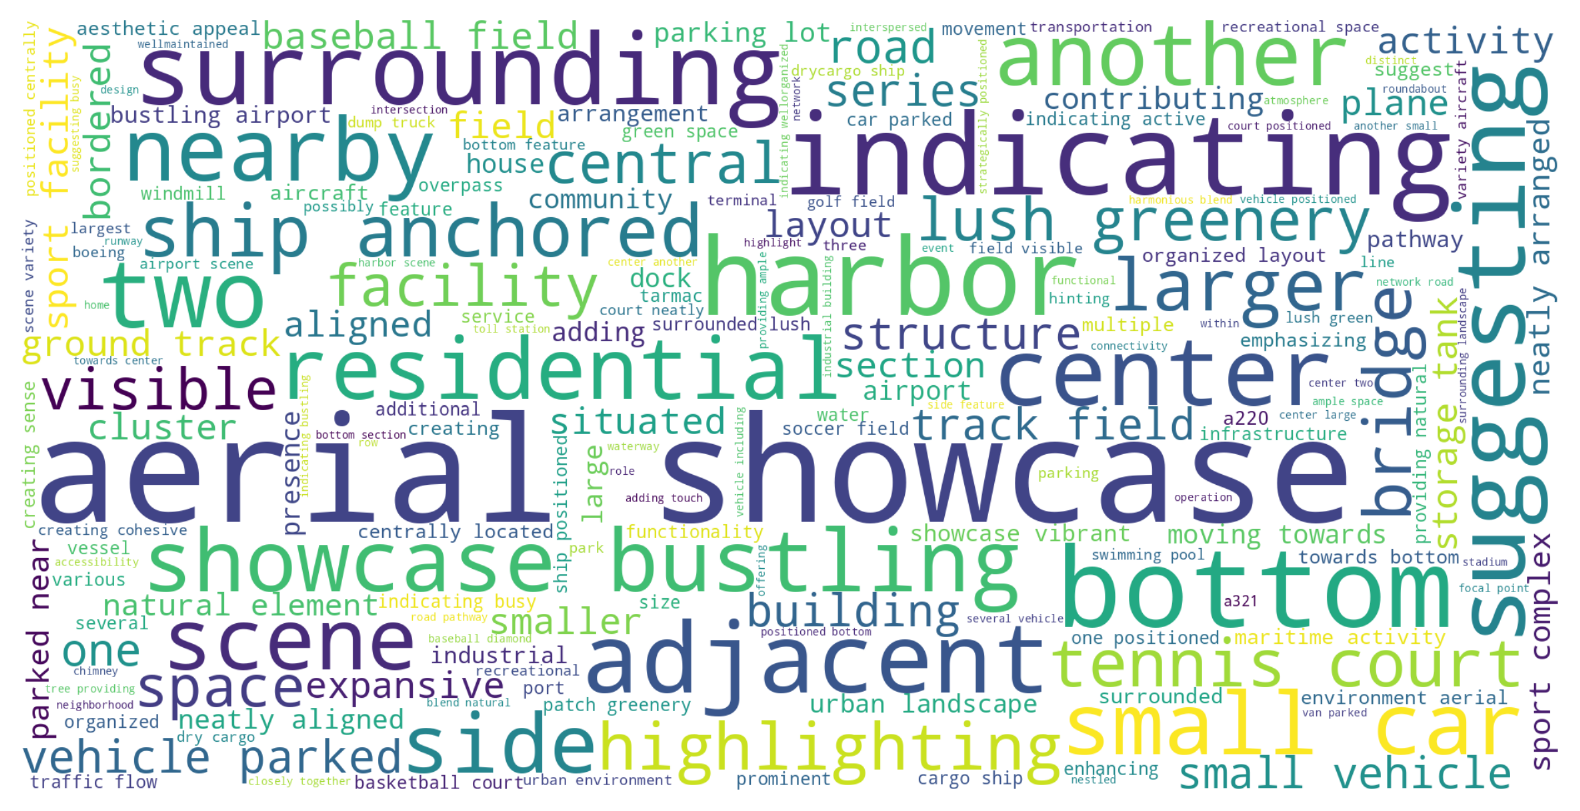 aesthetic appeal
wellmaintained
baseball field
parking lot
interspersed
movement
transportation
recreational space
road
another
activity
distinct
suggest
roundabout
surrounding
drycargo ship
series
contributing
atmosphere
plane
design
bustling airport
intersection
dump truck
field
arrangement
green space
car parked
network
indicating active
court positioned
another small
positioned centrally
sport facility
suggesting busy
bordered
nearby
bottom feature
house
central
indicating wellorganized
strategically positioned
indicating
variety aircraft
suggesting
neatly arranged
windmill
aircraft
overpass
community
terminal
golf field
harmonious blend
vehicle positioned
possibly
feature
largest
boeing
runway
ship anchored
layout
lush greenery
pathway
highlight
three
event
field visible
organized layout
line
airport scene
harbor scene
center another
harbor
functional
network road
home
two
facility
dock
tarmac
hinting
larger
lush green
service
court neatly
providing ample
scene variety
ground track
aligned
toll station
adding
surrounded lush
industrial building
structure
multiple
within
emphasizing
connectivity
bridge
surrounding landscape
towards center
visible
residential
section
airport
center
center two
ample space
storage tank
providing natural
creating sense
cluster
additional
creating
presence
bottom section
row
indicating bustling
situated
water
side feature
soccer field
track field
a220
center large
infrastructure
aerial
waterway
large
role
vehicle including
showcase
parking
adding touch
operation
creating cohesive
centrally located
functionality
showcase vibrant
moving towards
vessel
accessibility
various
showcase
ship positioned
park
bustling
offering
swimming pool
towards bottom
stadium
bottom
focal point
parked near
natural element
indicating busy
size
building
several vehicle
a321
several
road pathway
smaller
one positioned
maritime activity
one
scene
baseball diamond
positioned bottom
chimney
industrial
recreational
adjacent
tennis court
sport complex
tree providing
space
expansive
port
surrounded
environment aerial
neighborhood
blend natural
patch greenery
urban landscape
van parked
organized
neatly aligned
dry cargo
side
highlighting
small car
vehicle parked
enhancing
nestled
small vehicle
traffic flow
closely together
basketball court
urban environment
prominent
cargo ship